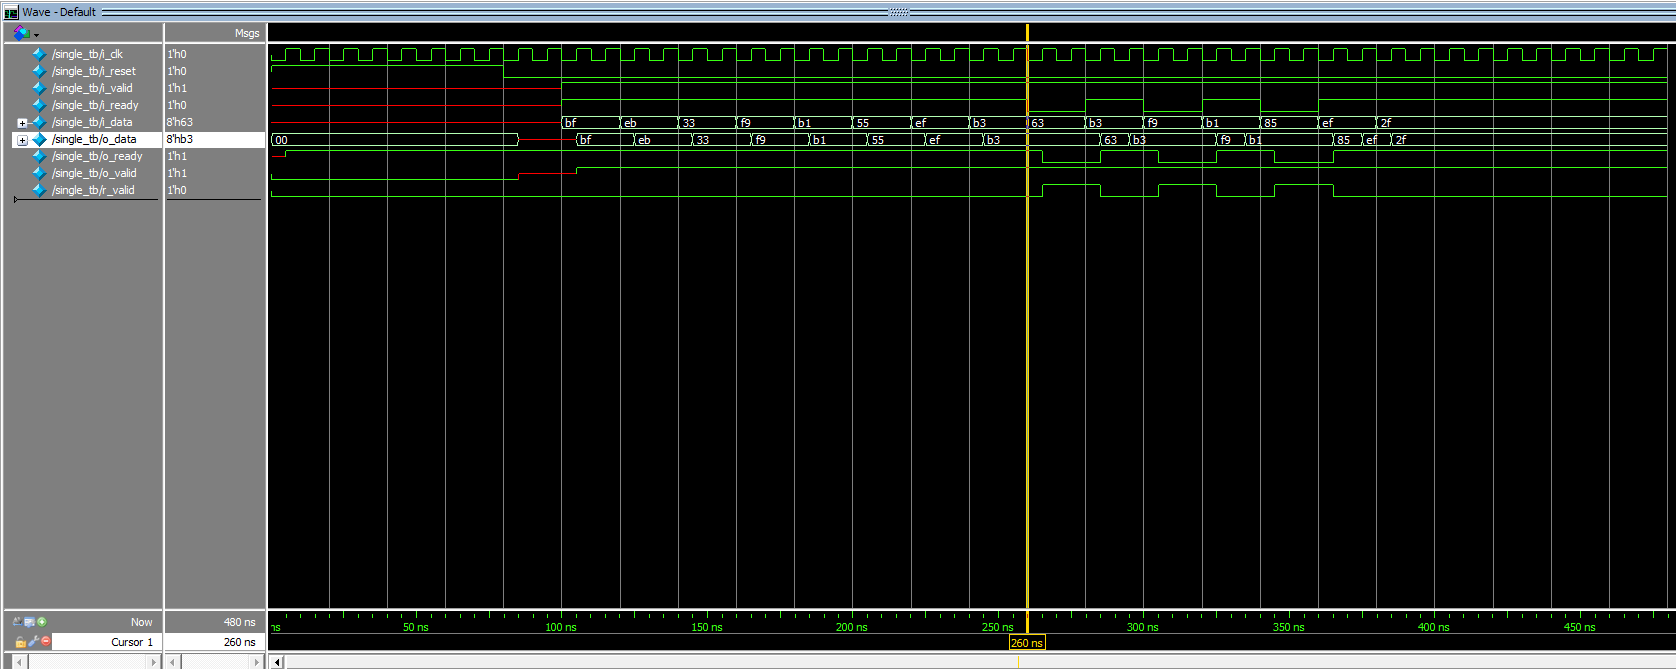 Wave - Default
Msgs
/single_tb/i_clk 1'h0
/single_tb/i_reset 1'h0
/single_tb/i_valid 1'h1
/single_tb/i_ready 1'h0
/single_tb/i_data 8'h63 bf eb 33 f9 b1 55 ef b3 63 b3 f9 b1 85 ef 2f
/single_tb/o_data 8'hb3 00 bf eb 33 f9 b1 55 ef b3 63 b3 f9 b1 85 ef 2f
/single_tb/o_ready 1'h1
/single_tb/o_valid 1'h1
/single_tb/r_valid 1'h0
Now 480 ns ns 50 ns 100 ns 150 ns 200 ns 250 ns 300 ns 350 ns 400 ns 450 ns
Cursor 1 260 ns 260 ns